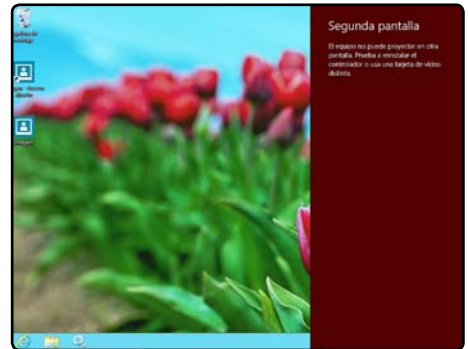 Segunda pantalla
El equipo no puede proyectar en otra
pantalla. Prueba a reinstalar el
controlador o usa una tarjeta de vídeo
distinta.